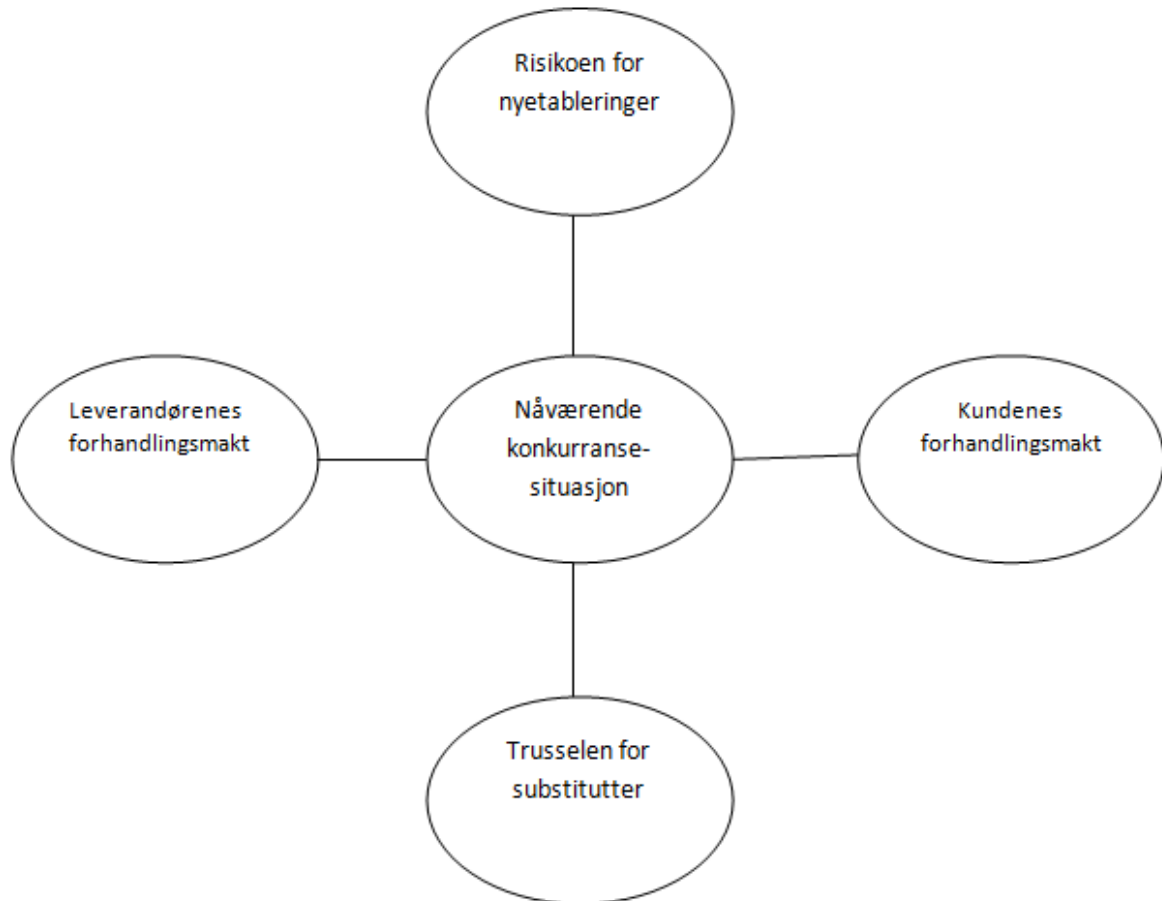 Risikoen for
nyetableringer
Leverandørenes
forhandlingsmakt
Nåværende
konkurranse-
situasjon
Kundenes
forhandlingsmakt
Trusselen for
substitutter